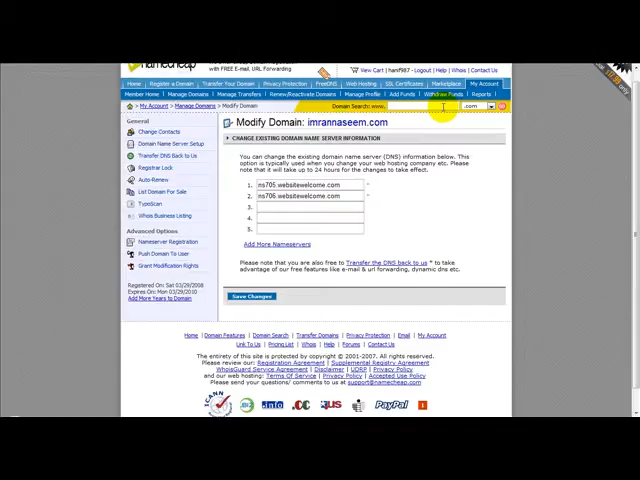 namecheap
with FREE E-mail, URL Forwarding
View Cart | hanif987 - Logout | Help | Whois | Contact Us
Home Register a Domain Transfer Your Domain Privacy Protection FreeDNS Web Hosting SSL Certificates Marketplace My Account
Member Home | Manage Domains | Manage Transfers | Renew/Reactivate Domains | Manage Profile | Add Funds | Withdraw Funds | Reports
> My Account > Manage Domains > Modify Domain
Domain Search: www. .com
only
General
Change Contacts
Domain Name Server Setup
Transfer DNS Back to Us
Registrar Lock
Auto-Renew
List Domain For Sale
TypoScan
Whois Business Listing
Advanced Options
Nameserver Registration
Push Domain To User
Grant Modification Rights
Registered On: Sat 03/29/2008
Expires On: Mon 03/29/2010
Add More Years to Domain
Modify Domain: imrannaseem.com
CHANGE EXISTING DOMAIN NAME SERVER INFORMATION
You can change the existing domain name server (DNS) information below. This
option is typically used when you change your web hosting company etc. Please
note that it will take up to 24 hours for the changes to take effect.
1. ns705.websitewelcome.com *
2. ns706.websitewelcome.com *
3.
4.
5.
Add More Nameservers
Please note that you are also free to Transfer the DNS back to us * to take
advantage of our free features like e-mail & url forwarding, dynamic dns etc.
Save Changes
Home | Domain Features | Domain Search | Transfer Domains | Privacy Protection | Email | My Account
Link To Us | Pricing List | Whois | Help | Forums | Contact Us
The entirety of this site is protected by copyright © 2001-2007. All rights reserved.
Please review our: Registration Agreement | Supplemental Registry Agreement
WhoisGuard Service Agreement | Disclaimer | UDRP | Privacy Policy
and our web hosting: Terms Of Service | Privacy Policy | Accepted Use Policy
Please send your questions/ comments to us at support@namecheap.com
ICANN .BIZ .info .CC .US PayPal